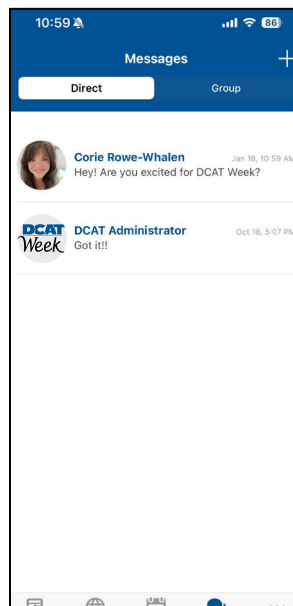 10:59
86
Messages
Direct Group
Corie Rowe-Whalen Jan 18, 10:59 AM
Hey! Are you excited for DCAT Week?
DCAT
Week
DCAT Administrator Oct 18, 5:07 PM
Got it!!